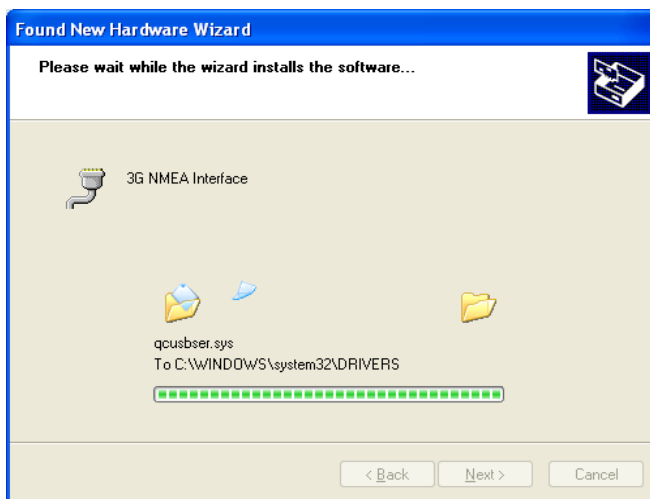 Found New Hardware Wizard
Please wait while the wizard installs the software...
3G NMEA Interface
qcusbser.sys
To C:\WINDOWS\system32\DRIVERS
< Back
Next >
Cancel